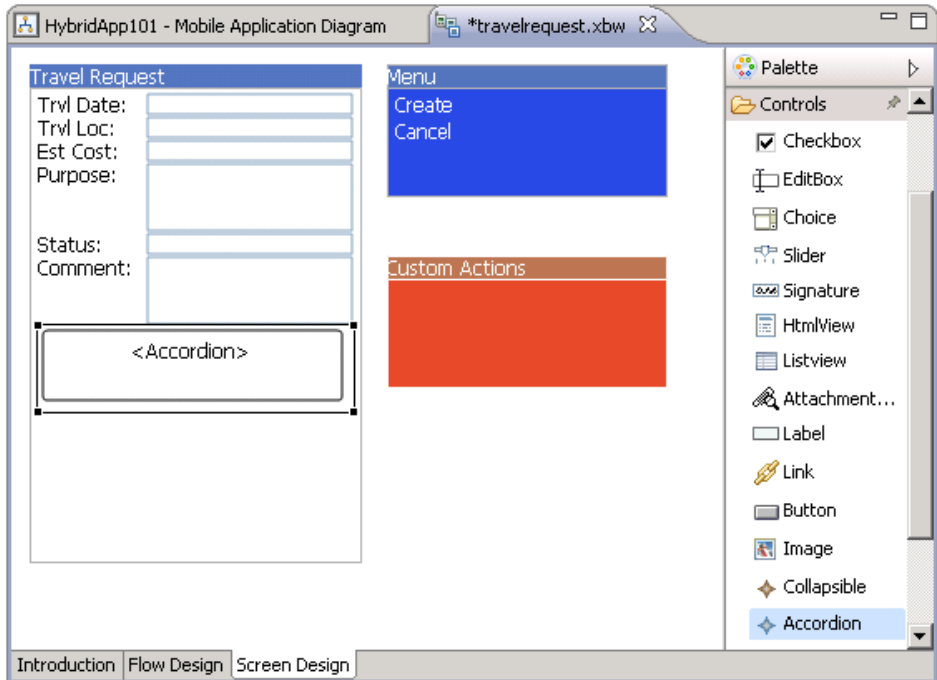 HybridApp101 - Mobile Application Diagram
*travelrequest.xbw
Travel Request
Trvl Date:
Trvl Loc:
Est Cost:
Purpose:
Status:
Comment:
<Accordion>
Menu
Create
Cancel
Custom Actions
Palette
Controls
Checkbox
EditBox
Choice
Slider
Signature
HtmlView
Listview
Attachment...
Label
Link
Button
Image
Collapsible
Accordion
Introduction
Flow Design
Screen Design